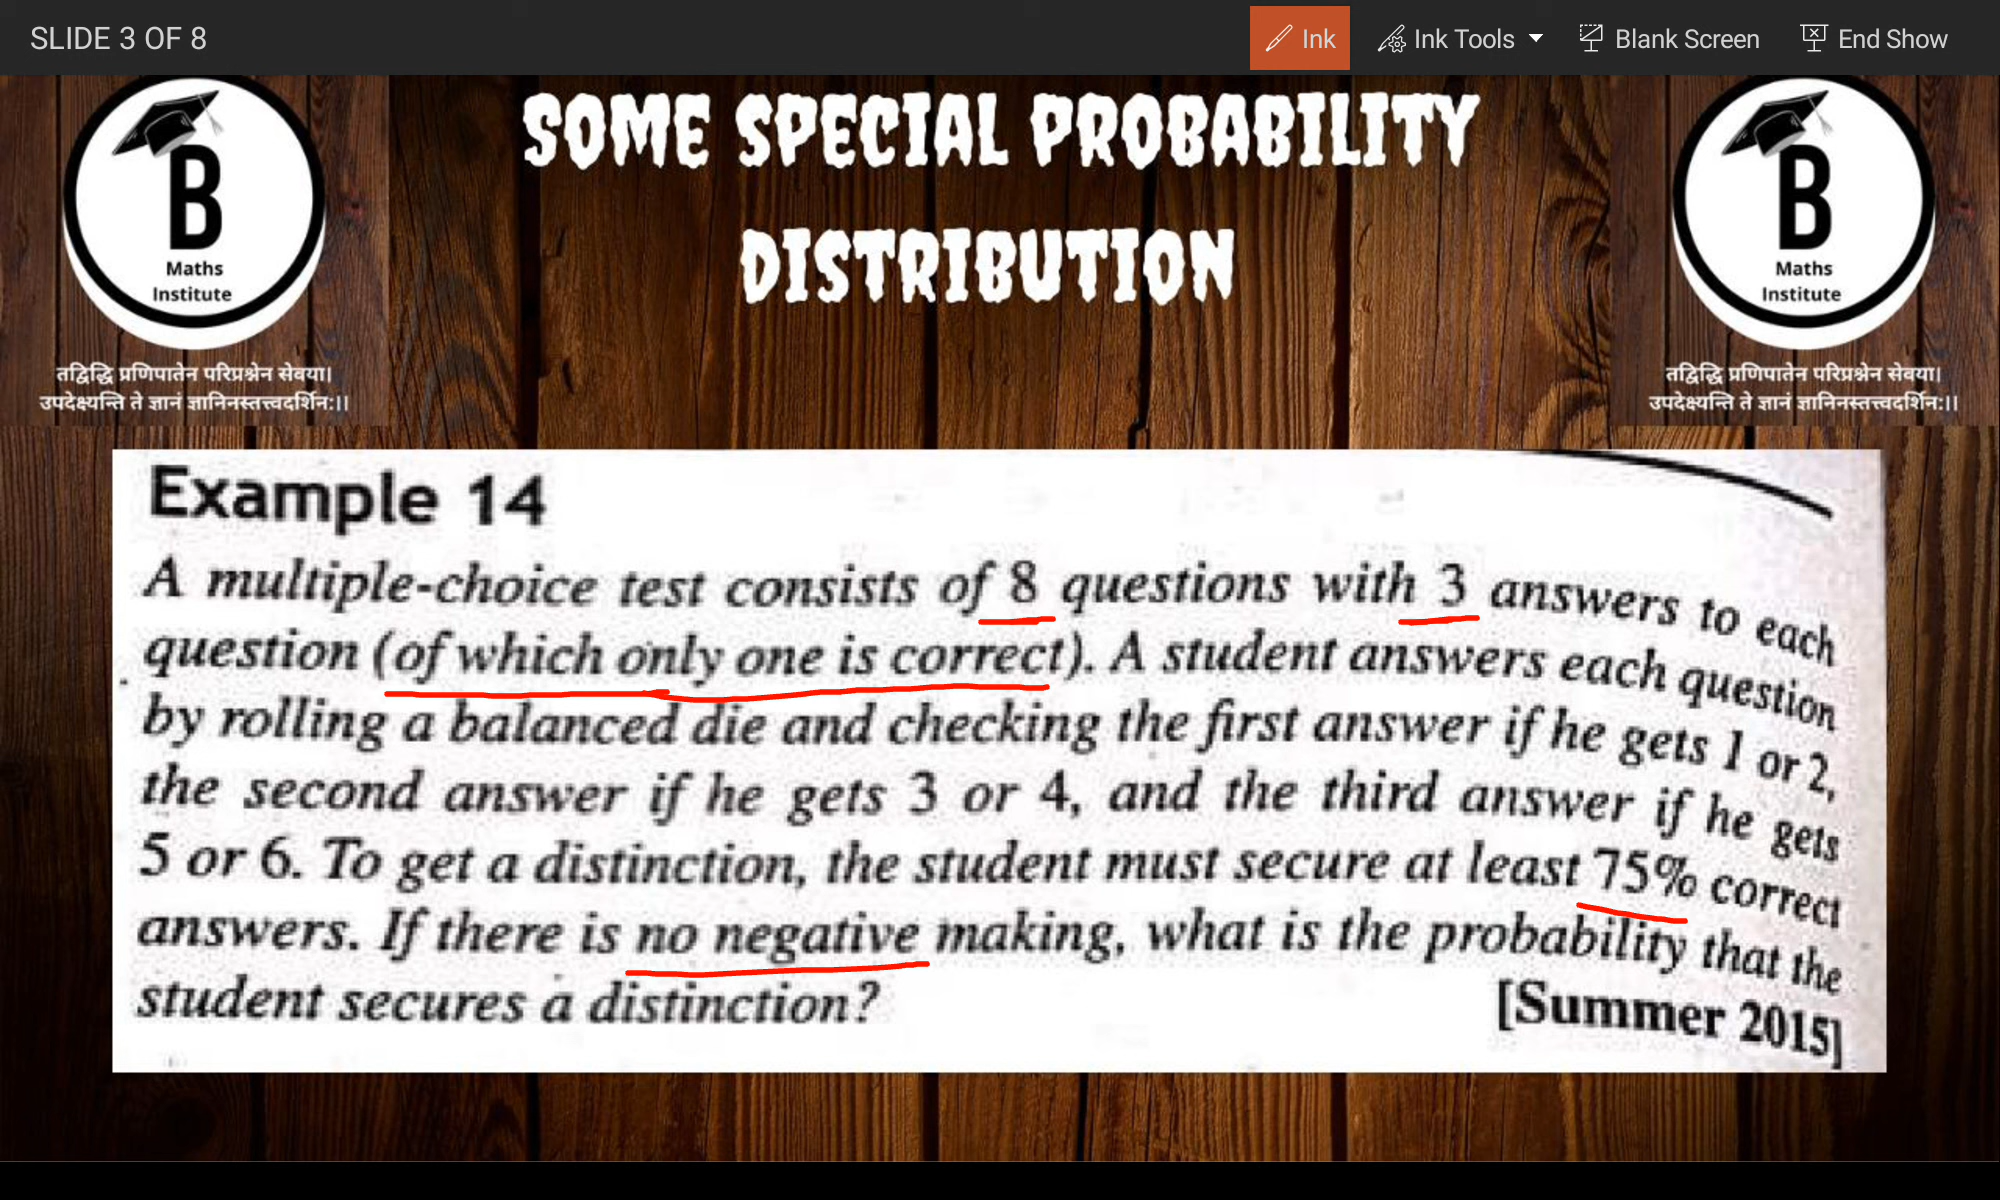 SLIDE 3 OF 8
Ink
Ink Tools
Blank Screen
End Show
SOME SPECIAL PROBABILITY
DISTRIBUTION
B
Maths
Institute
तद्विद्धि प्रणिपातेन परिप्रश्नेन सेवया।
उपदेक्ष्यन्ति ते ज्ञानं ज्ञानिनस्तत्त्वदर्शिन:।।
B
Maths
Institute
तद्विद्धि प्रणिपातेन परिप्रश्नेन सेवया।
उपदेक्ष्यन्ति ते ज्ञानं ज्ञानिनस्तत्त्वदर्शिन:।।
Example 14
A multiple-choice test consists of 8 questions with 3 answers to each
question (of which only one is correct). A student answers each question
by rolling a balanced die and checking the first answer if he gets 1 or 2,
the second answer if he gets 3 or 4, and the third answer if he gets
5 or 6. To get a distinction, the student must secure at least 75% correct
answers. If there is no negative making, what is the probability that the
student secures a distinction?
[Summer 2015]